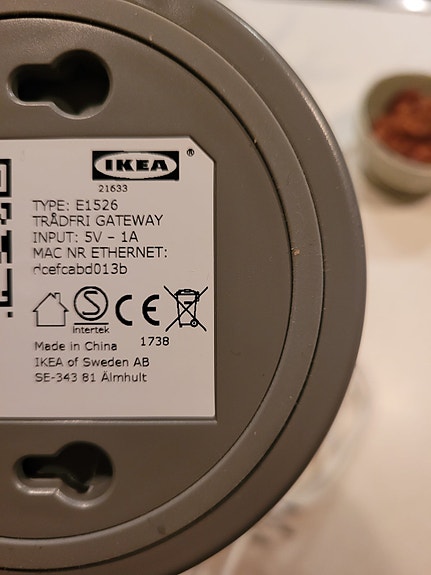 IKEA ®
21633
TYPE: E1526
TRÅDFRI GATEWAY
INPUT: 5V – 1A
MAC NR ETHERNET:
dcefcabd013b
S
Intertek
CE
Made in China 1738
IKEA of Sweden AB
SE-343 81 Älmhult